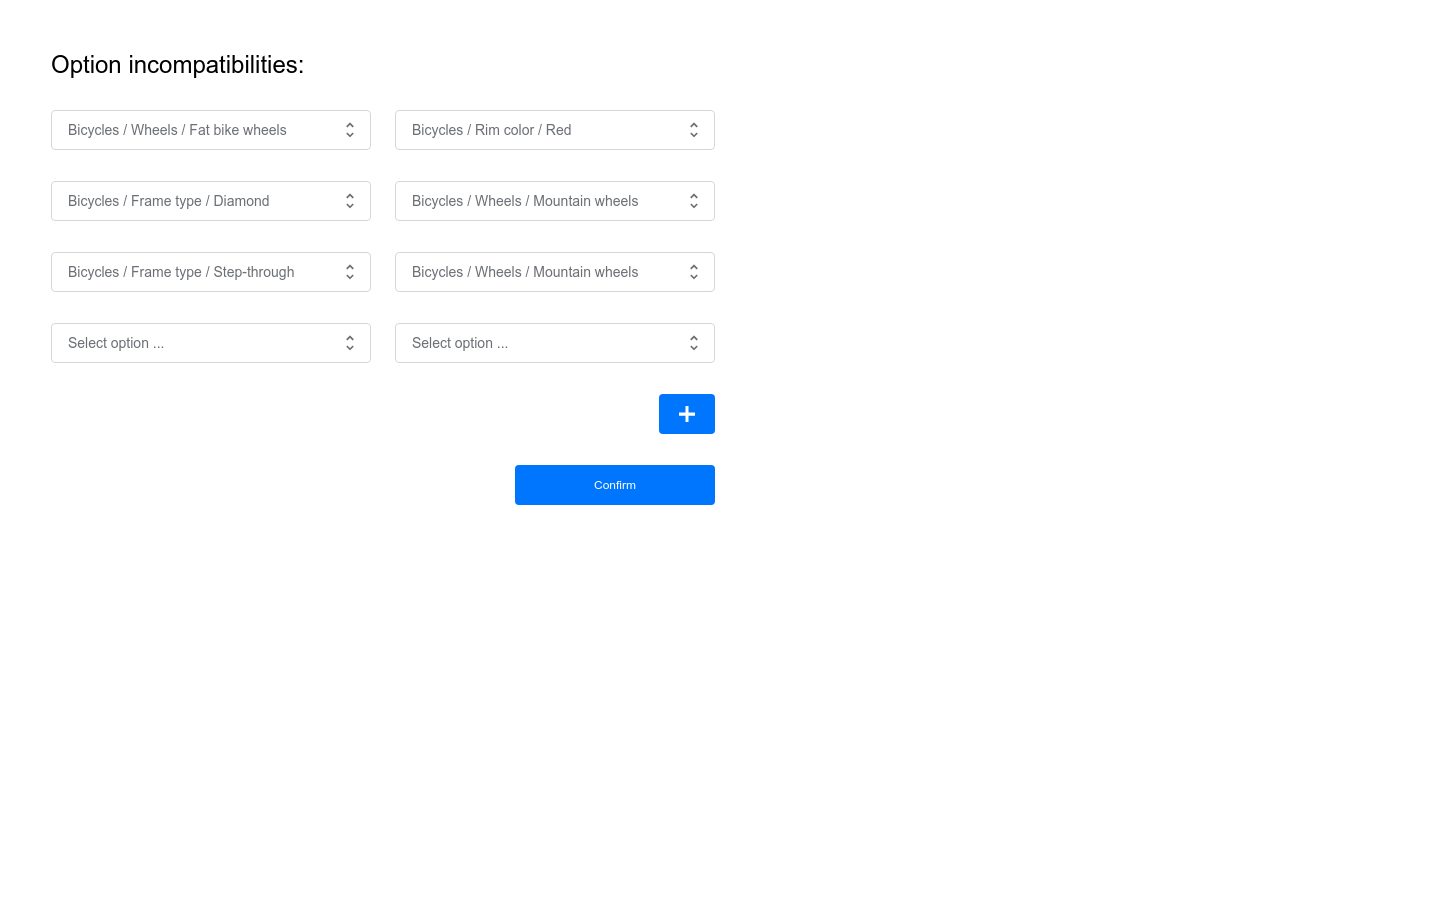 Option incompatibilities:
Bicycles / Wheels / Fat bike wheels
Bicycles / Rim color / Red
Bicycles / Frame type / Diamond
Bicycles / Wheels / Mountain wheels
Bicycles / Frame type / Step-through
Bicycles / Wheels / Mountain wheels
Select option ...
Select option ...
Confirm